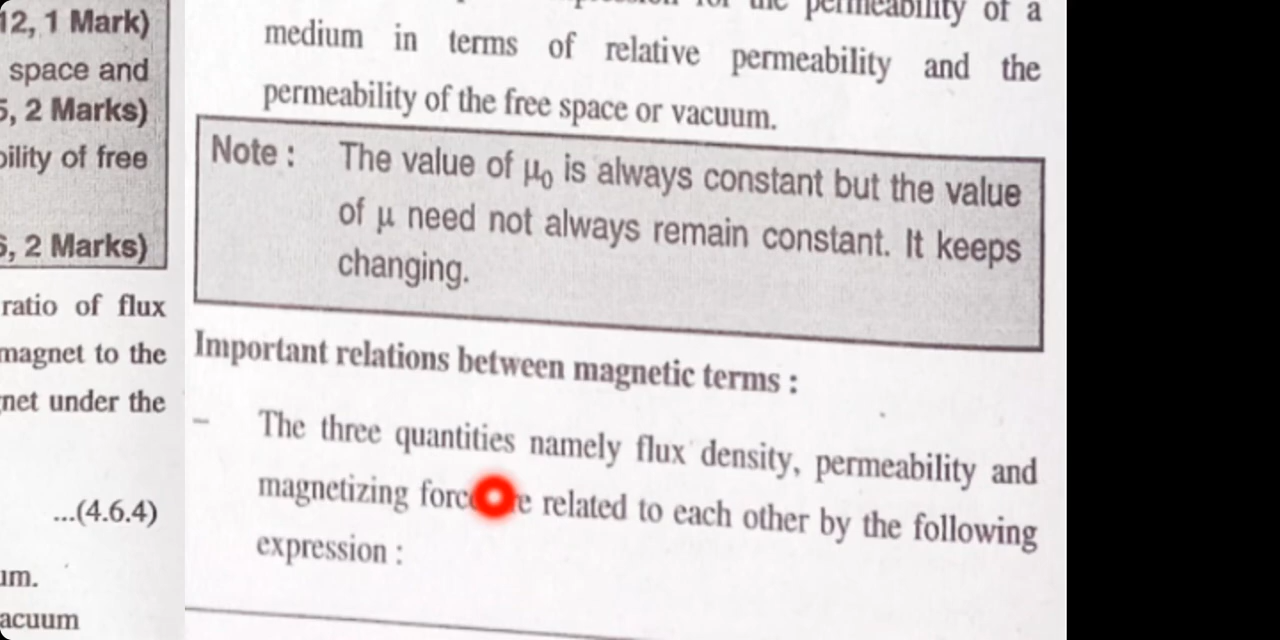 12, 1 Mark)
space and
5, 2 Marks)
bility of free
6, 2 Marks)
ratio of flux
magnet to the
net under the
...(4.6.4)
um.
acuum
permeability of a
medium in terms of relative permeability and the
permeability of the free space or vacuum.
Note : The value of μ0 is always constant but the value
of μ need not always remain constant. It keeps
changing.
Important relations between magnetic terms :
– The three quantities namely flux density, permeability and
magnetizing related to each other by the following
expression :